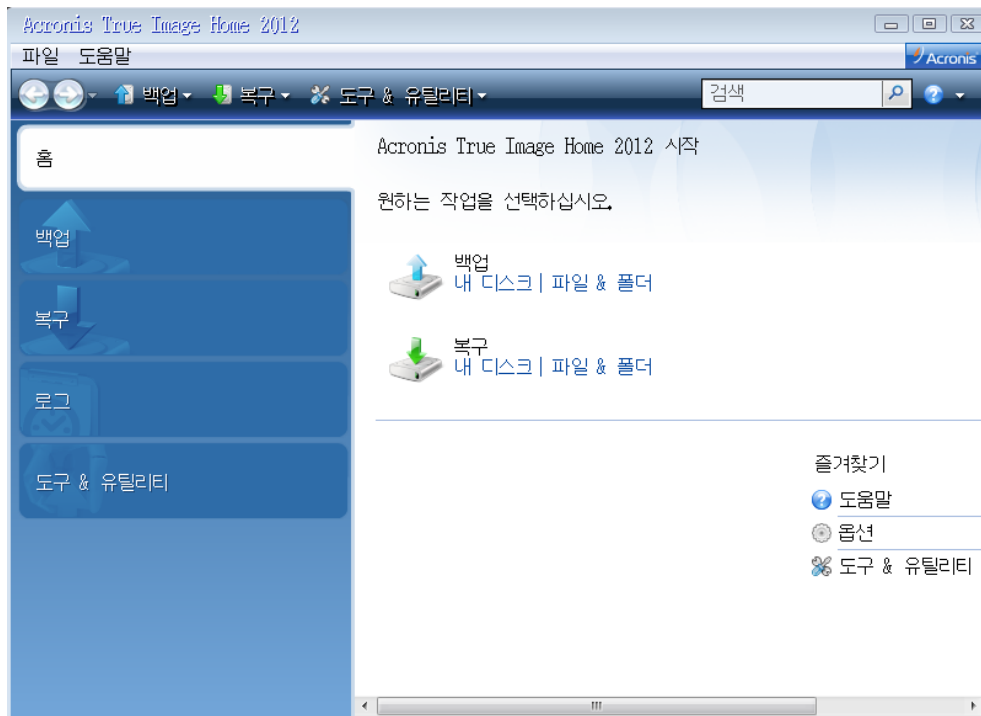 Acronis True Image Home 2012
파일 도움말
Acronis
백업 복구 도구 & 유틸리티 검색
홈
백업
복구
로그
도구 & 유틸리티
Acronis True Image Home 2012 시작
원하는 작업을 선택하십시오.
백업
내 디스크 | 파일 & 폴더
복구
내 디스크 | 파일 & 폴더
즐겨찾기
도움말
옵션
도구 & 유틸리티